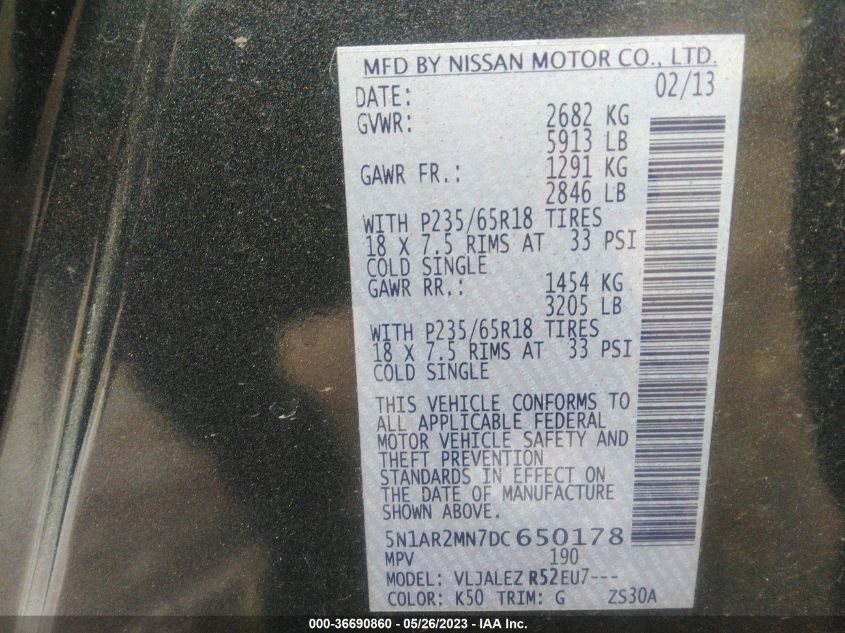 MFD BY NISSAN MOTOR CO., LTD.
DATE: 02/13
GVWR: 2682 KG
5913 LB
GAWR FR.: 1291 KG
2846 LB
WITH P235/65R18 TIRES
18 X 7.5 RIMS AT 33 PSI
COLD SINGLE
GAWR RR.: 1454 KG
3205 LB
WITH P235/65R18 TIRES
18 X 7.5 RIMS AT 33 PSI
COLD SINGLE
THIS VEHICLE CONFORMS TO
ALL APPLICABLE FEDERAL
MOTOR VEHICLE SAFETY AND
THEFT PREVENTION
STANDARDS IN EFFECT ON
THE DATE OF MANUFACTURE
SHOWN ABOVE.
5N1AR2MN7DC650178
MPV 190
MODEL: VLJALEZ R52EU7---
COLOR: K50 TRIM: G ZS30A
000-36690860 - 05/26/2023 - IAA Inc.